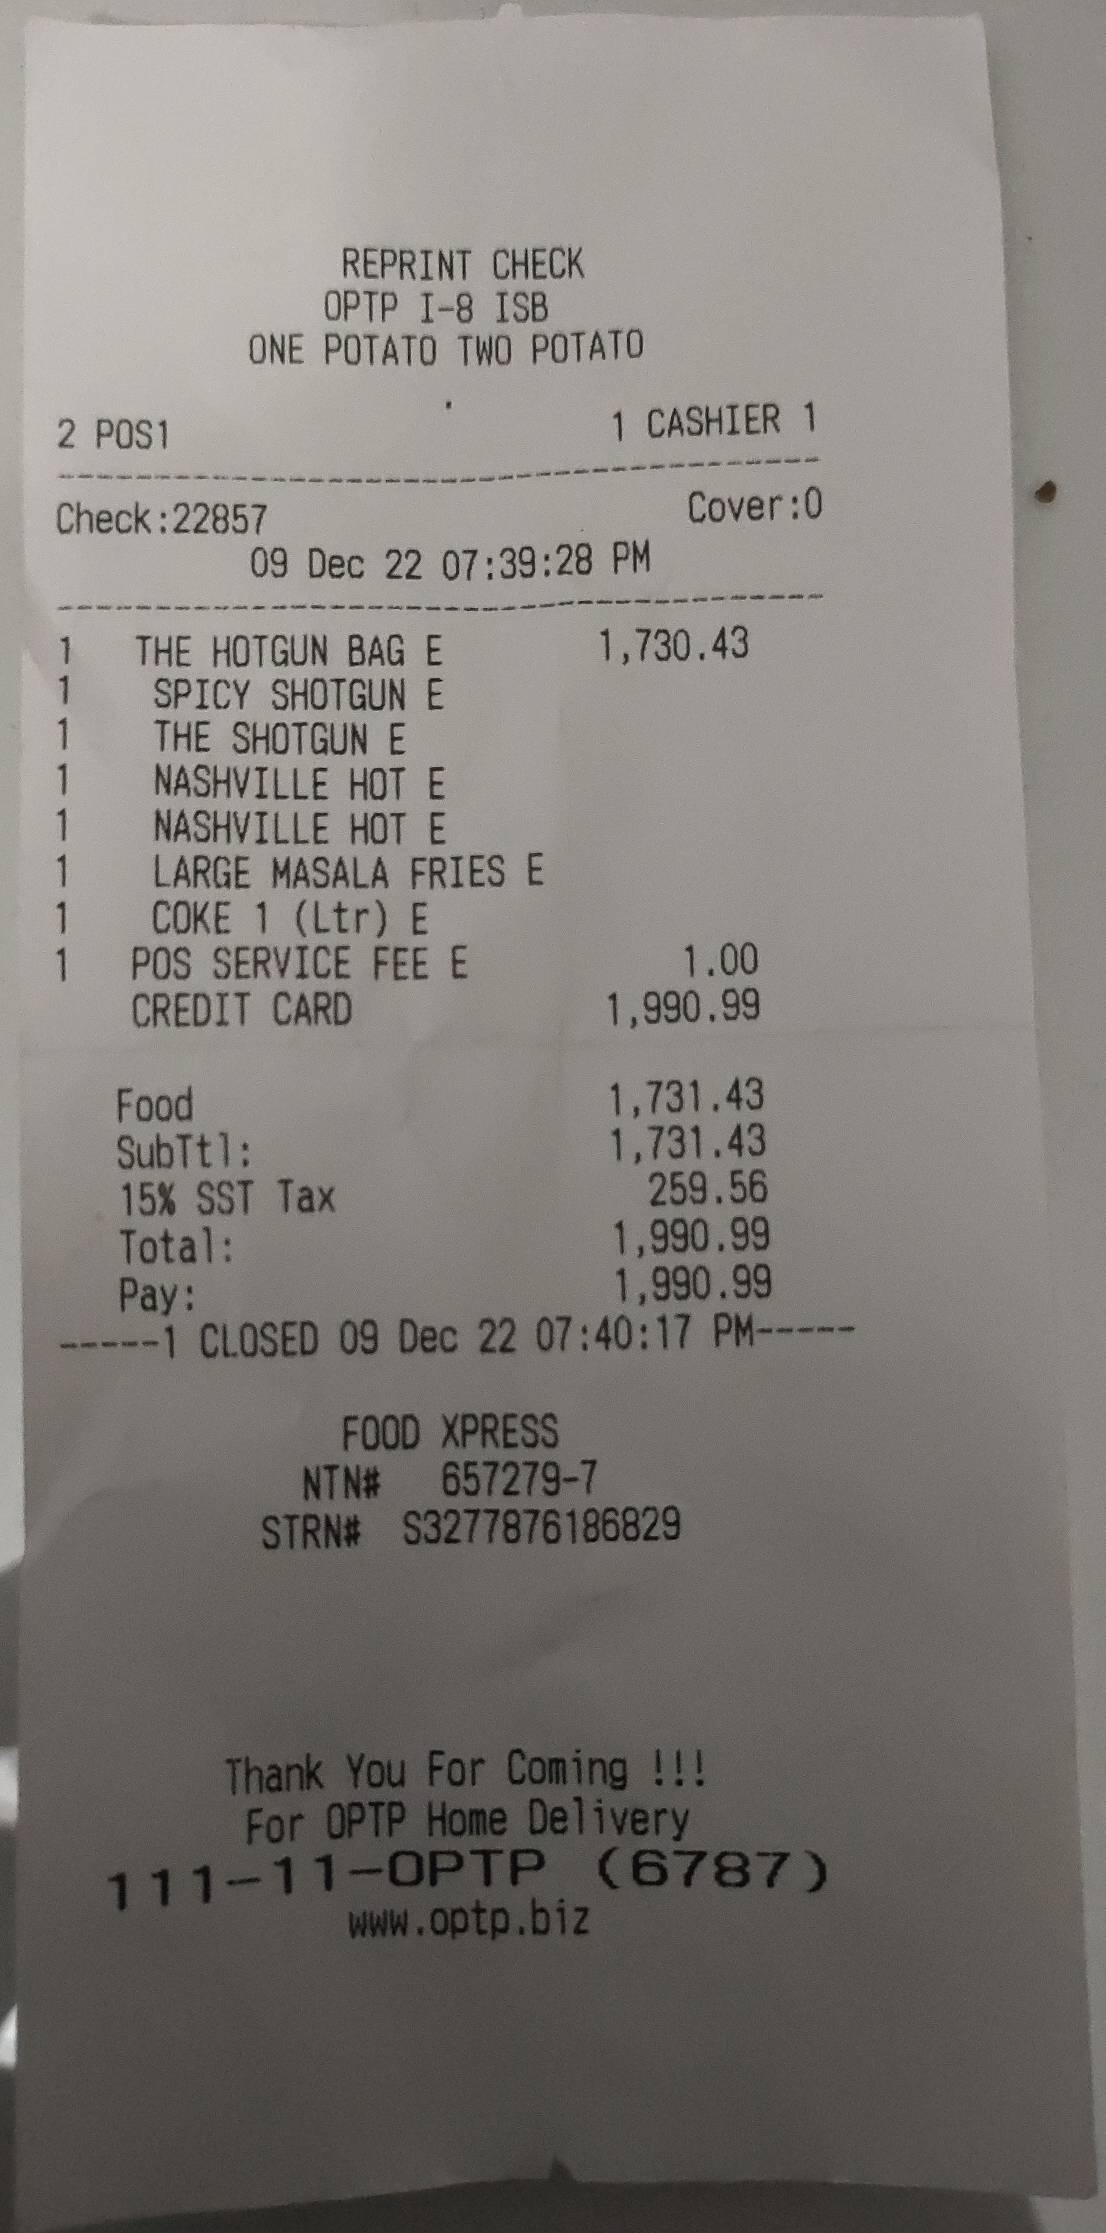 REPRINT CHECK
OPTP I-8 ISB
ONE POTATO TWO POTATO
2 POS1 1 CASHIER 1
Check:22857 Cover:0
09 Dec 22 07:39:28 PM
1 THE HOTGUN BAG E 1,730.43
1 SPICY SHOTGUN E
1 THE SHOTGUN E
1 NASHVILLE HOT E
1 NASHVILLE HOT E
1 LARGE MASALA FRIES E
1 COKE 1 (Ltr) E
1 POS SERVICE FEE E 1.00
CREDIT CARD 1,990.99
Food 1,731.43
SubTtl: 1,731.43
15% SST Tax 259.56
Total: 1,990.99
Pay: 1,990.99
-----1 CLOSED 09 Dec 22 07:40:17 PM-----
FOOD XPRESS
NTN# 657279-7
STRN# S3277876186829
Thank You For Coming !!!
For OPTP Home Delivery
111-11-OPTP (6787)
www.optp.biz